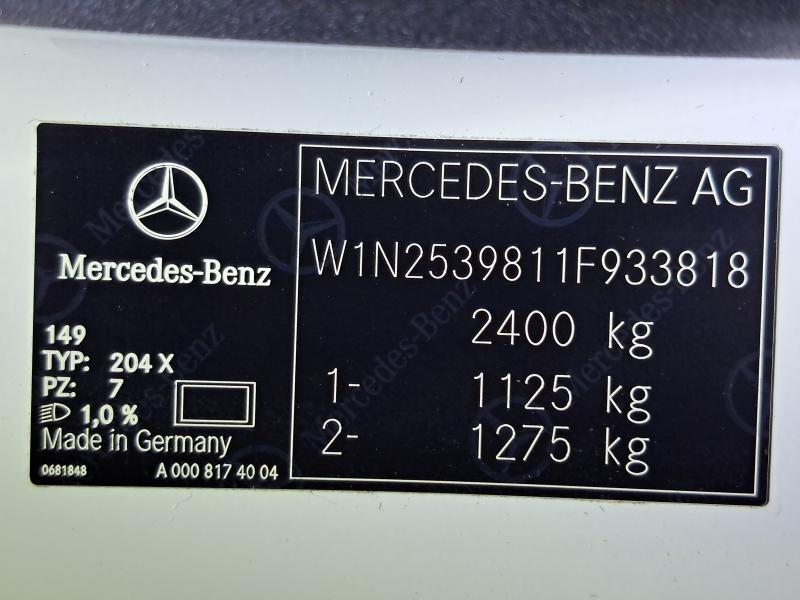 Mercedes-Benz
149
TYP: 204 X
PZ: 7
1,0 %
Made in Germany
0681848 A 000 817 40 04
MERCEDES-BENZ AG
W1N2539811F933818
2400 kg
1- 1125 kg
2- 1275 kg